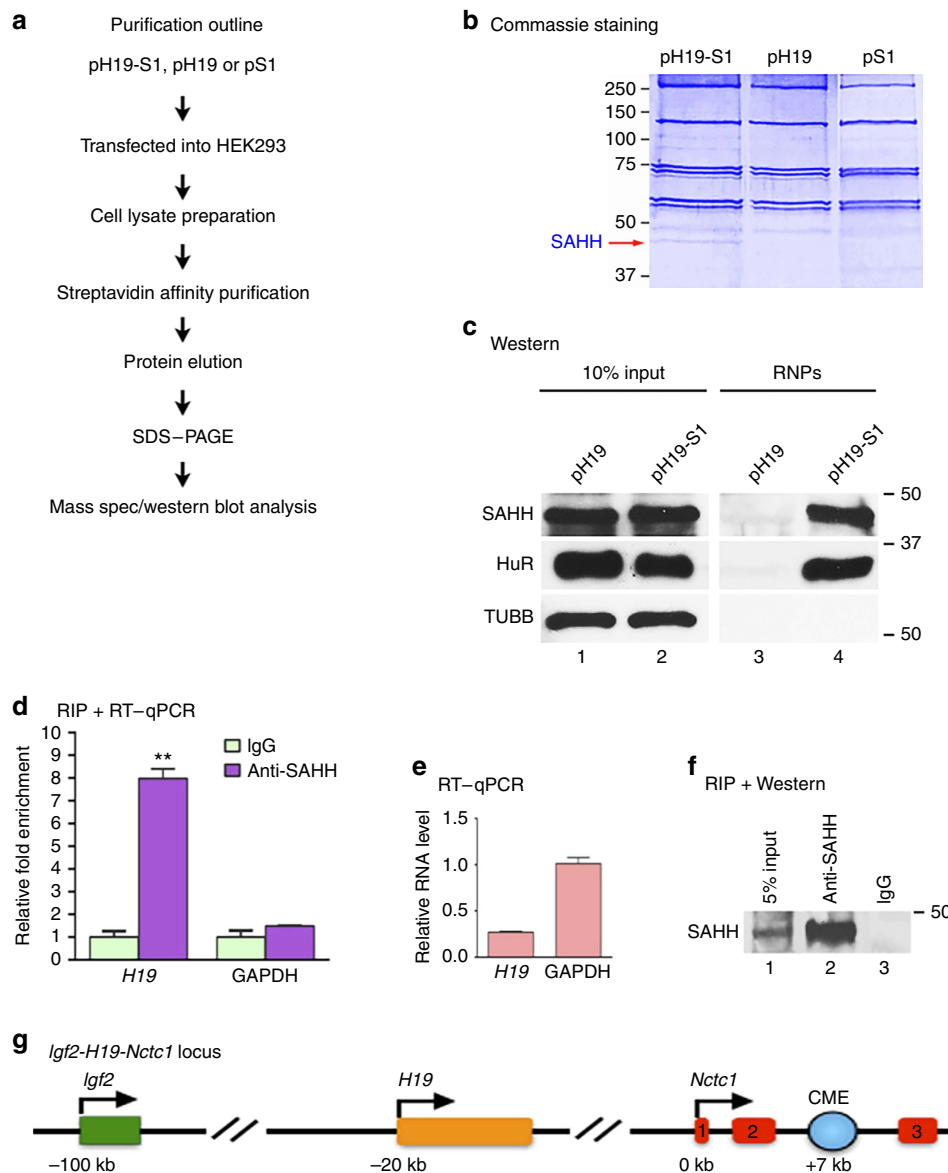 a
Purification outline
pH19-S1, pH19 or pS1
Transfected into HEK293
Cell lysate preparation
Streptavidin affinity purification
Protein elution
SDS–PAGE
Mass spec/western blot analysis
b
Commassie staining
pH19-S1 pH19 pS1
250
150
100
75
50
SAHH
37
c
Western
10% input RNPs
pH19 pH19-S1 pH19 pH19-S1
SAHH 50
HuR 37
TUBB 50
1 2 3 4
d
RIP + RT–qPCR
Relative fold enrichment
10
9
8
7
6
5
4
3
2
1
0
**
IgG
Anti-SAHH
H19 GAPDH
e
RT–qPCR
Relative RNA level
1.5
1.0
0.5
0.0
H19 GAPDH
f
RIP + Western
5% input Anti-SAHH IgG
50
SAHH
1 2 3
g
Igf2-H19-Nctc1 locus
Igf2 H19 Nctc1 CME
1 2 3
–100 kb –20 kb 0 kb +7 kb